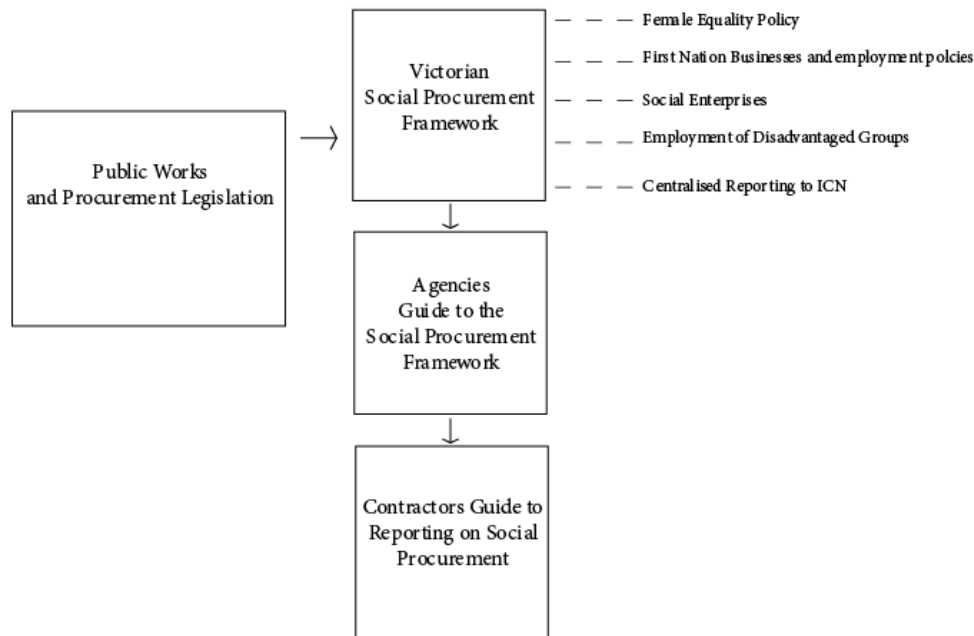 Public Works
and Procurement Legislation
Victorian
Social Procurement
Framework
Female Equality Policy
First Nation Businesses and employment polcies
Social Enterprises
Employment of Disadvantaged Groups
Centralised Reporting to ICN
Agencies
Guide to the
Social Procurement
Framework
Contractors Guide to
Reporting on Social
Procurement